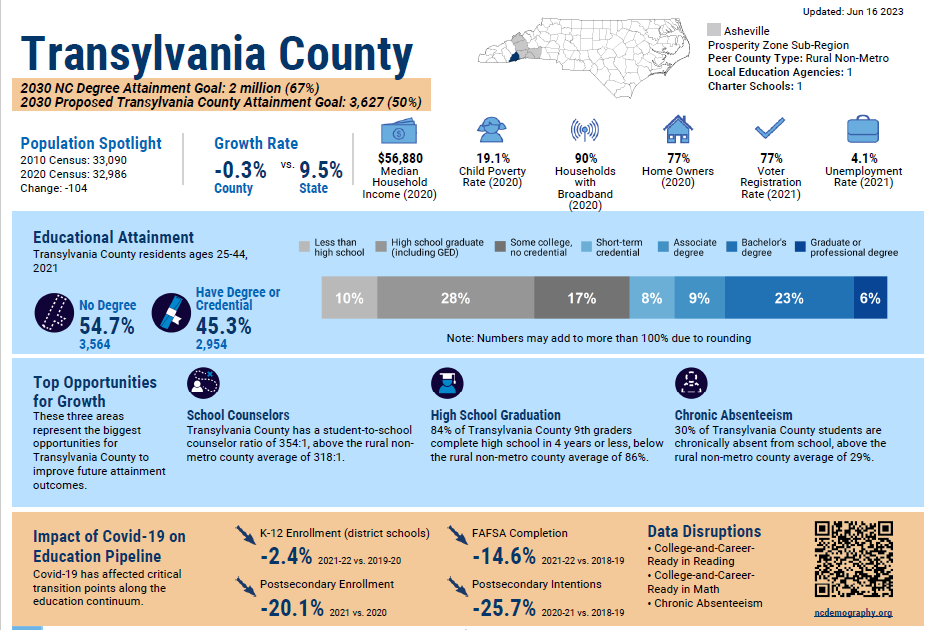 Updated: Jun 16 2023
Transylvania County
2030 NC Degree Attainment Goal: 2 million (67%)
2030 Proposed Transylvania County Attainment Goal: 3,627 (50%)
Asheville
Prosperity Zone Sub-Region
Peer County Type: Rural Non-Metro
Local Education Agencies: 1
Charter Schools: 1
Population Spotlight
2010 Census: 33,090
2020 Census: 32,986
Change: -104
Growth Rate
-0.3% vs. 9.5%
County State
$56,880
Median
Household
Income (2020)
19.1%
Child Poverty
Rate (2020)
90%
Households
with
Broadband
(2020)
77%
Home Owners
(2020)
77%
Voter
Registration
Rate (2021)
4.1%
Unemployment
Rate (2021)
Educational Attainment
Transylvania County residents ages 25-44,
2021
No Degree
54.7%
3,564
Have Degree or
Credential
45.3%
2,954
Less than
high school
High school graduate
(including GED)
Some college,
no credential
Short-term
credential
Associate
degree
Bachelor's
degree
Graduate or
professional degree
10% 28% 17% 8% 9% 23% 6%
Note: Numbers may add to more than 100% due to rounding
Top Opportunities
for Growth
These three areas
represent the biggest
opportunities for
Transylvania County to
improve future attainment
outcomes.
School Counselors
Transylvania County has a student-to-school
counselor ratio of 354:1, above the rural non-
metro county average of 318:1.
High School Graduation
84% of Transylvania County 9th graders
complete high school in 4 years or less, below
the rural non-metro county average of 86%.
Chronic Absenteeism
30% of Transylvania County students are
chronically absent from school, above the
rural non-metro county average of 29%.
Impact of Covid-19 on
Education Pipeline
Covid-19 has affected critical
transition points along the
education continuum.
K-12 Enrollment (district schools)
-2.4% 2021-22 vs. 2019-20
Postsecondary Enrollment
-20.1% 2021 vs. 2020
FAFSA Completion
-14.6% 2021-22 vs. 2018-19
Postsecondary Intentions
-25.7% 2020-21 vs. 2018-19
Data Disruptions
• College-and-Career-
Ready in Reading
• College-and-Career-
Ready in Math
• Chronic Absenteeism
ncdemography.org